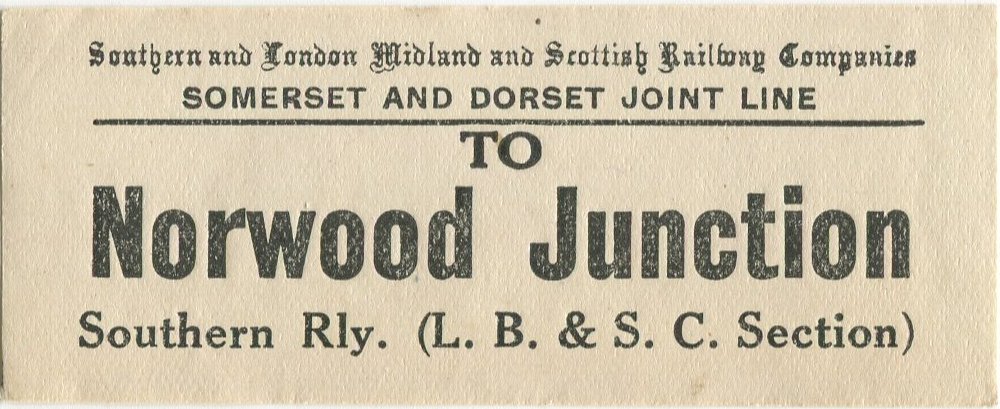 Southern and London Midland and Scottish Railway Companies
SOMERSET AND DORSET JOINT LINE
TO
Norwood Junction
Southern Rly. (L. B. & S. C. Section)